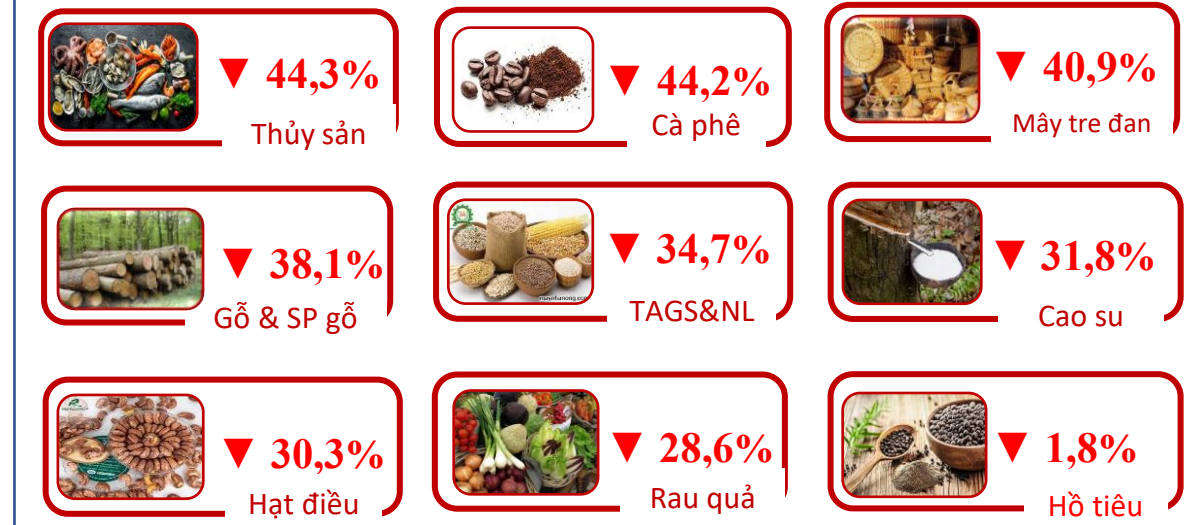 ▼ 44,3%
Thủy sản
▼ 44,2%
Cà phê
▼ 40,9%
Mây tre đan
▼ 38,1%
Gỗ & SP gỗ
▼ 34,7%
TAGS&NL
▼ 31,8%
Cao su
▼ 30,3%
Hạt điều
▼ 28,6%
Rau quả
▼ 1,8%
Hồ tiêu